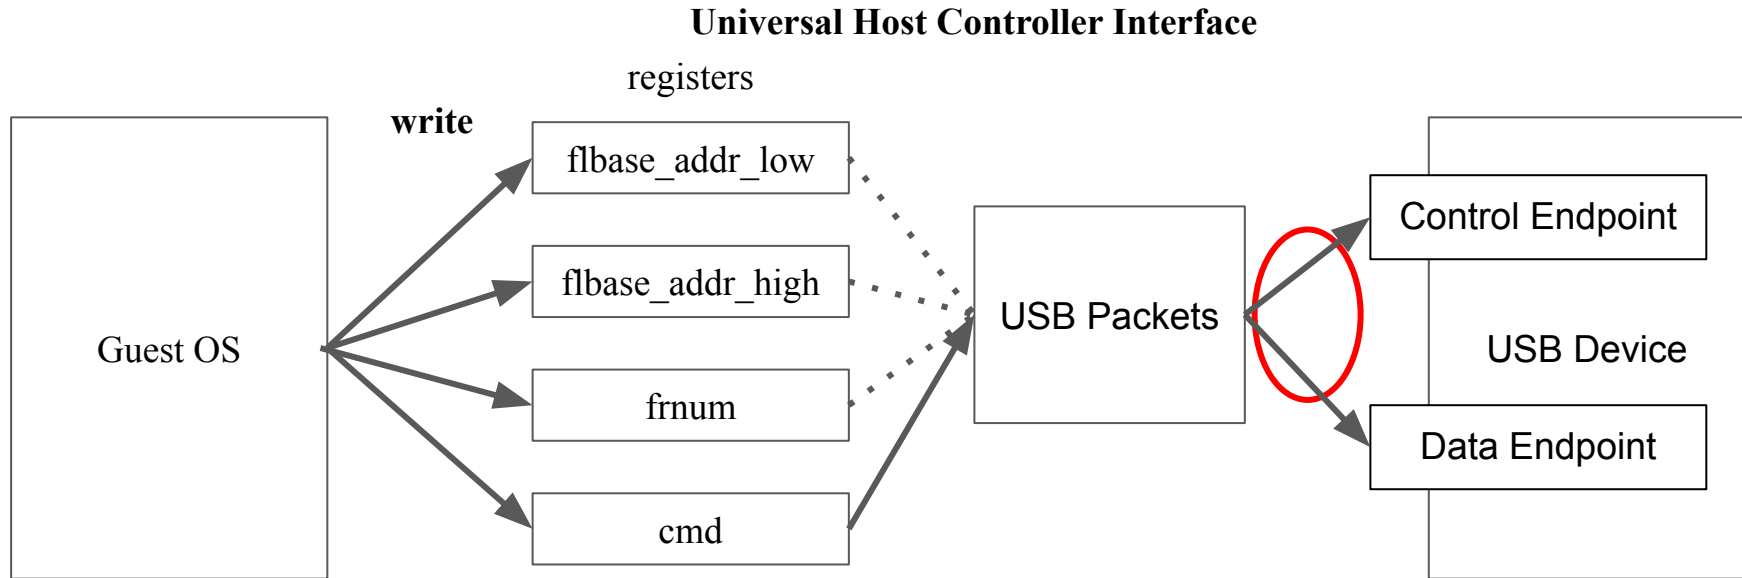 Universal Host Controller Interface
registers
write
flbase_addr_low
flbase_addr_high
frnum
cmd
Guest OS
USB Packets
Control Endpoint
USB Device
Data Endpoint